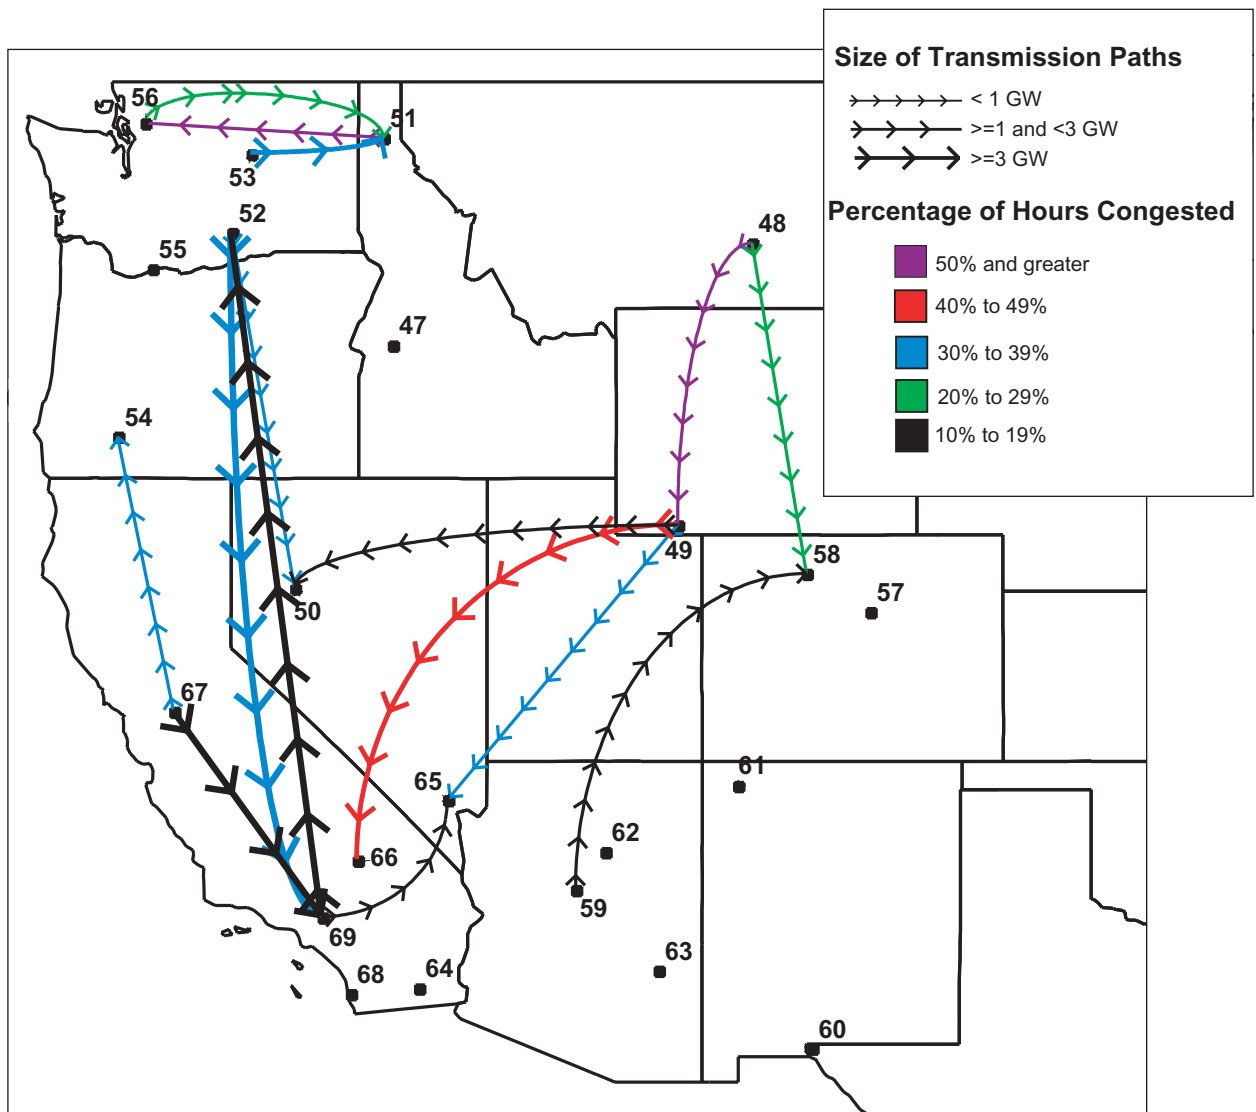 Size of Transmission Paths
< 1 GW
>=1 and <3 GW
>=3 GW
Percentage of Hours Congested
50% and greater
40% to 49%
30% to 39%
20% to 29%
10% to 19%
56
51
53
52
48
55
47
54
49
58
50
57
67
65
61
62
66
59
69
63
68
64
60